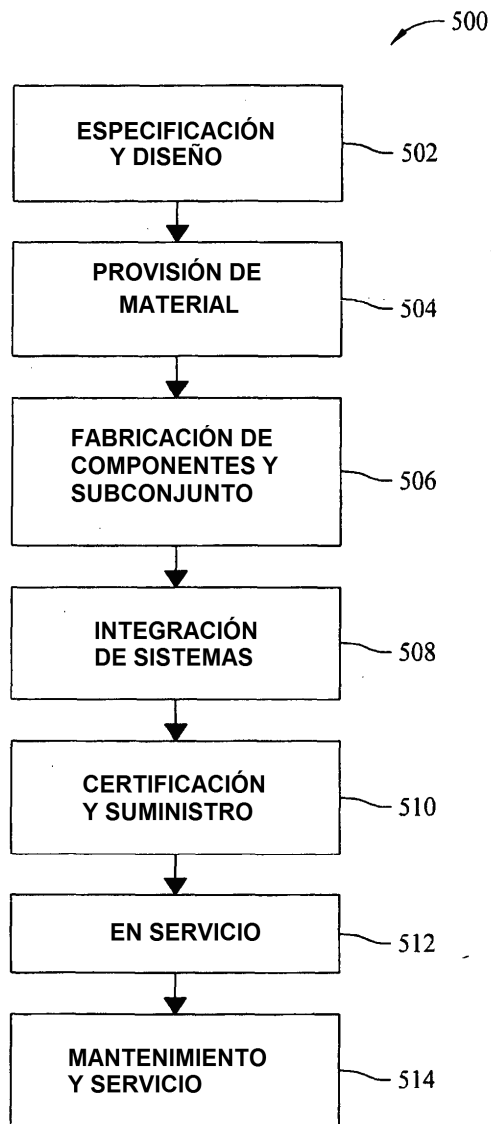 500
ESPECIFICACIÓN
Y DISEÑO
502
PROVISIÓN DE
MATERIAL
504
FABRICACIÓN DE
COMPONENTES Y
SUBCONJUNTO
506
INTEGRACIÓN
DE SISTEMAS
508
CERTIFICACIÓN
Y SUMINISTRO
510
EN SERVICIO
512
MANTENIMIENTO
Y SERVICIO
514